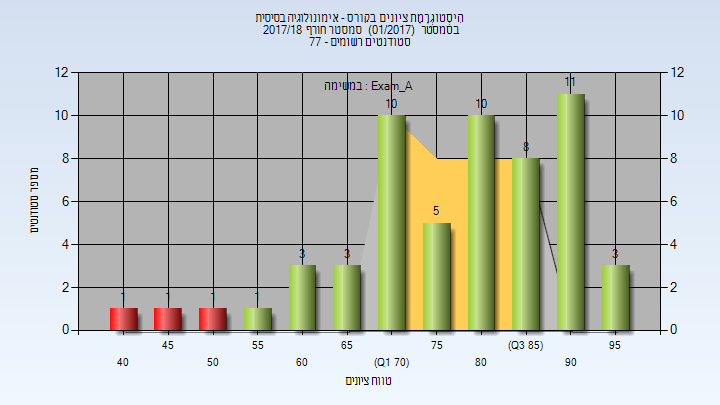 היסטוגרמת ציונים בקורס - אימונולוגיה בסיסית
בסמסטר (01/2017) סמסטר חורף 2017/18
סטודנטים רשומים - 77
במשימה : Exam_A
מספר סטודנטים
12 12
10 10
8 8
6 6
4 4
2 2
0 0
1 1 1 1 3 3 10 5 10 8 11 3
45 55 65 75 (Q3 85) 95
40 50 60 (Q1 70) 80 90
טווח ציונים